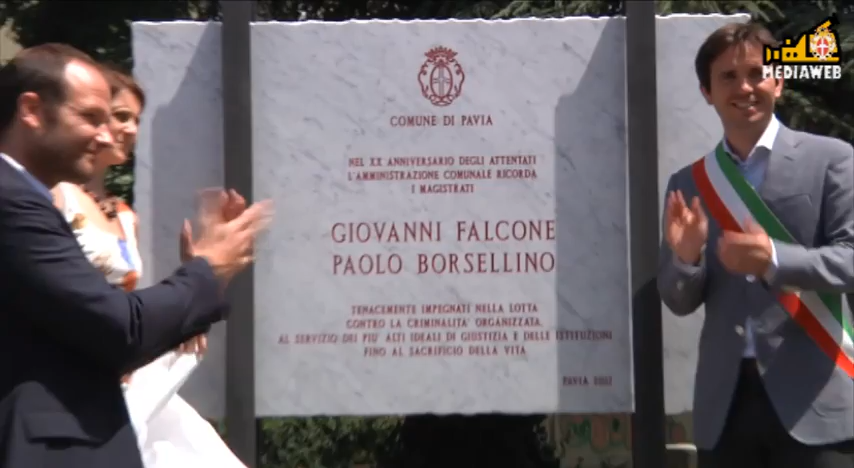 MEDIAWEB
COMUNE DI PAVIA
NEL XX ANNIVERSARIO DEGLI ATTENTATI
L'AMMINISTRAZIONE COMUNALE RICORDA
I MAGISTRATI
GIOVANNI FALCONE
PAOLO BORSELLINO
TENACEMENTE IMPEGNATI NELLA LOTTA
CONTRO LA CRIMINALITA' ORGANIZZATA.
AL SERVIZIO DEI PIU' ALTI IDEALI DI GIUSTIZIA E DELLE ISTITUZIONI
FINO AL SACRIFICIO DELLA VITA
PAVIA